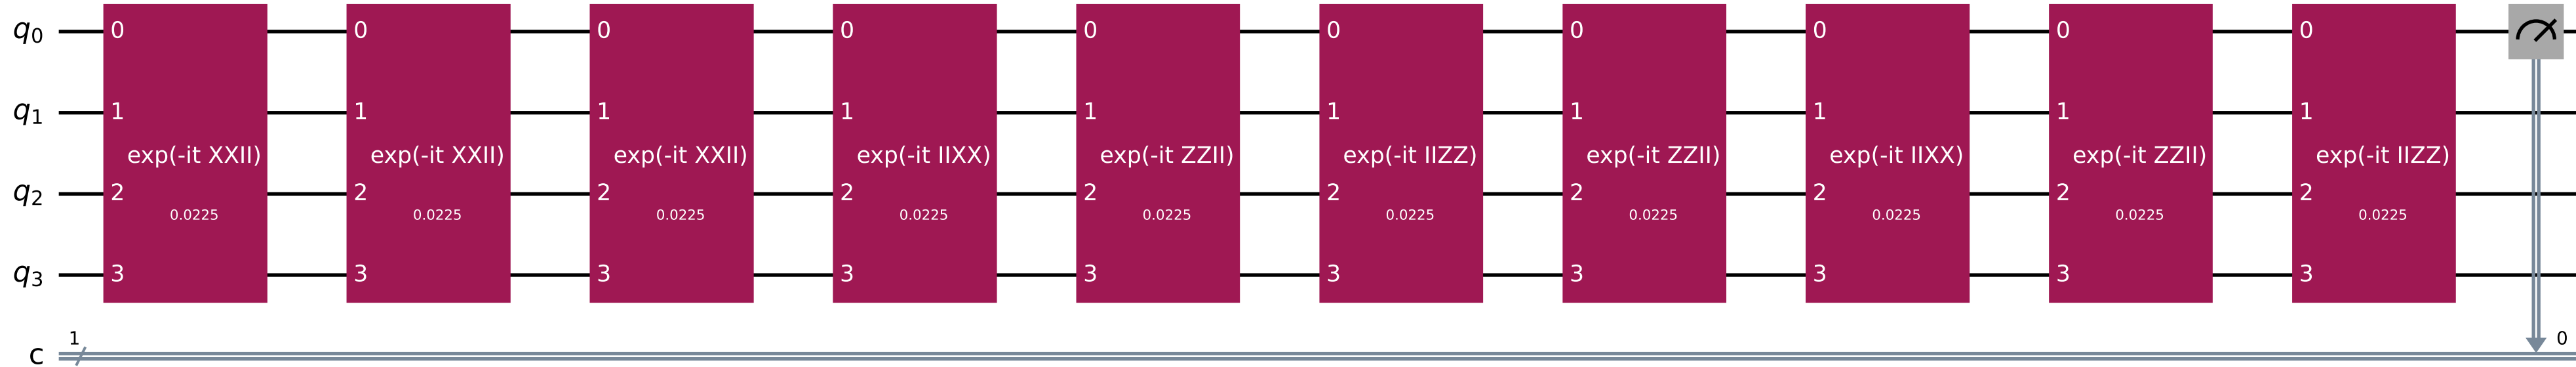 q0 0 0 0 0 0 0 0 0 0 0
q1 1 1 1 1 1 1 1 1 1 1
exp(-it XXII) exp(-it XXII) exp(-it XXII) exp(-it IIXX) exp(-it ZZII) exp(-it IIZZ) exp(-it ZZII) exp(-it IIXX) exp(-it ZZII) exp(-it IIZZ)
q2 2 2 2 2 2 2 2 2 2 2
0.0225 0.0225 0.0225 0.0225 0.0225 0.0225 0.0225 0.0225 0.0225 0.0225
q3 3 3 3 3 3 3 3 3 3 3
1 0
c